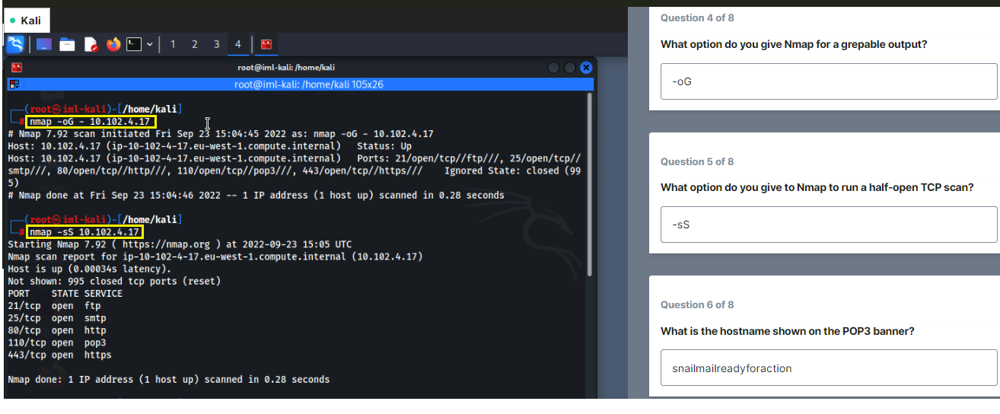 Kali
1 2 3 4
root@iml-kali: /home/kali
root@iml-kali: /home/kali 105x26
(root㉿iml-kali)-[/home/kali]
# nmap -oG - 10.102.4.17
# Nmap 7.92 scan initiated Fri Sep 23 15:04:45 2022 as: nmap -oG - 10.102.4.17
Host: 10.102.4.17 (ip-10-102-4-17.eu-west-1.compute.internal) Status: Up
Host: 10.102.4.17 (ip-10-102-4-17.eu-west-1.compute.internal) Ports: 21/open/tcp//ftp///, 25/open/tcp//
smtp///, 80/open/tcp//http///, 110/open/tcp//pop3///, 443/open/tcp//https/// Ignored State: closed (99
5)
# Nmap done at Fri Sep 23 15:04:46 2022 -- 1 IP address (1 host up) scanned in 0.28 seconds
(root㉿iml-kali)-[/home/kali]
# nmap -sS 10.102.4.17
Starting Nmap 7.92 ( https://nmap.org ) at 2022-09-23 15:05 UTC
Nmap scan report for ip-10-102-4-17.eu-west-1.compute.internal (10.102.4.17)
Host is up (0.00034s latency).
Not shown: 995 closed tcp ports (reset)
PORT STATE SERVICE
21/tcp open ftp
25/tcp open smtp
80/tcp open http
110/tcp open pop3
443/tcp open https
Nmap done: 1 IP address (1 host up) scanned in 0.28 seconds
Question 4 of 8
What option do you give Nmap for a grepable output?
-oG
Question 5 of 8
What option do you give to Nmap to run a half-open TCP scan?
-sS
Question 6 of 8
What is the hostname shown on the POP3 banner?
snailmailreadyforaction